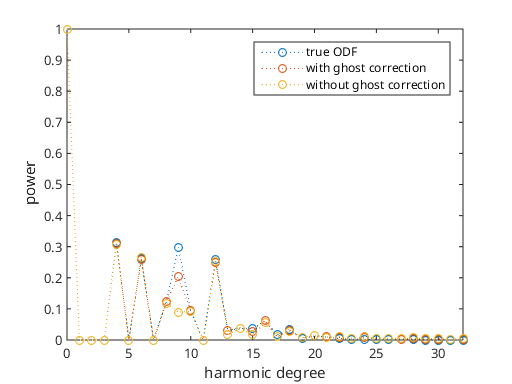 1
0.9
0.8
0.7
0.6
0.5
0.4
0.3
0.2
0.1
0
power
true ODF
with ghost correction
without ghost correction
0 5 10 15 20 25 30
harmonic degree